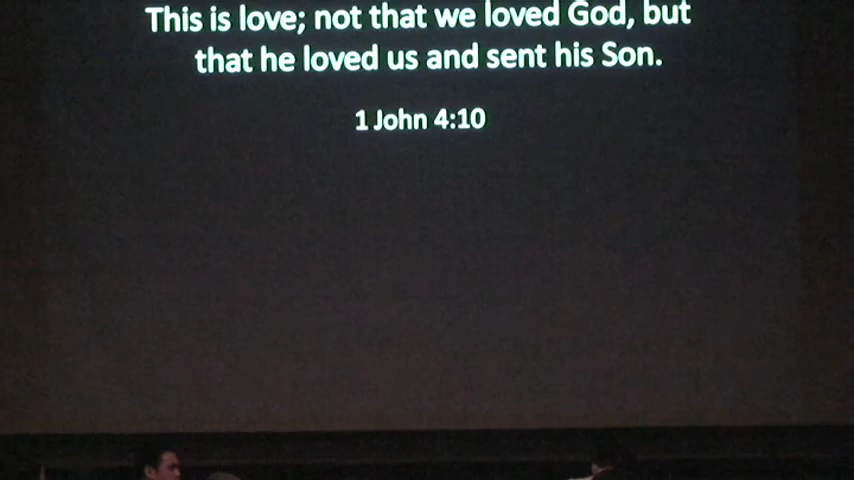 This is love; not that we loved God, but
that he loved us and sent his Son.
1 John 4:10